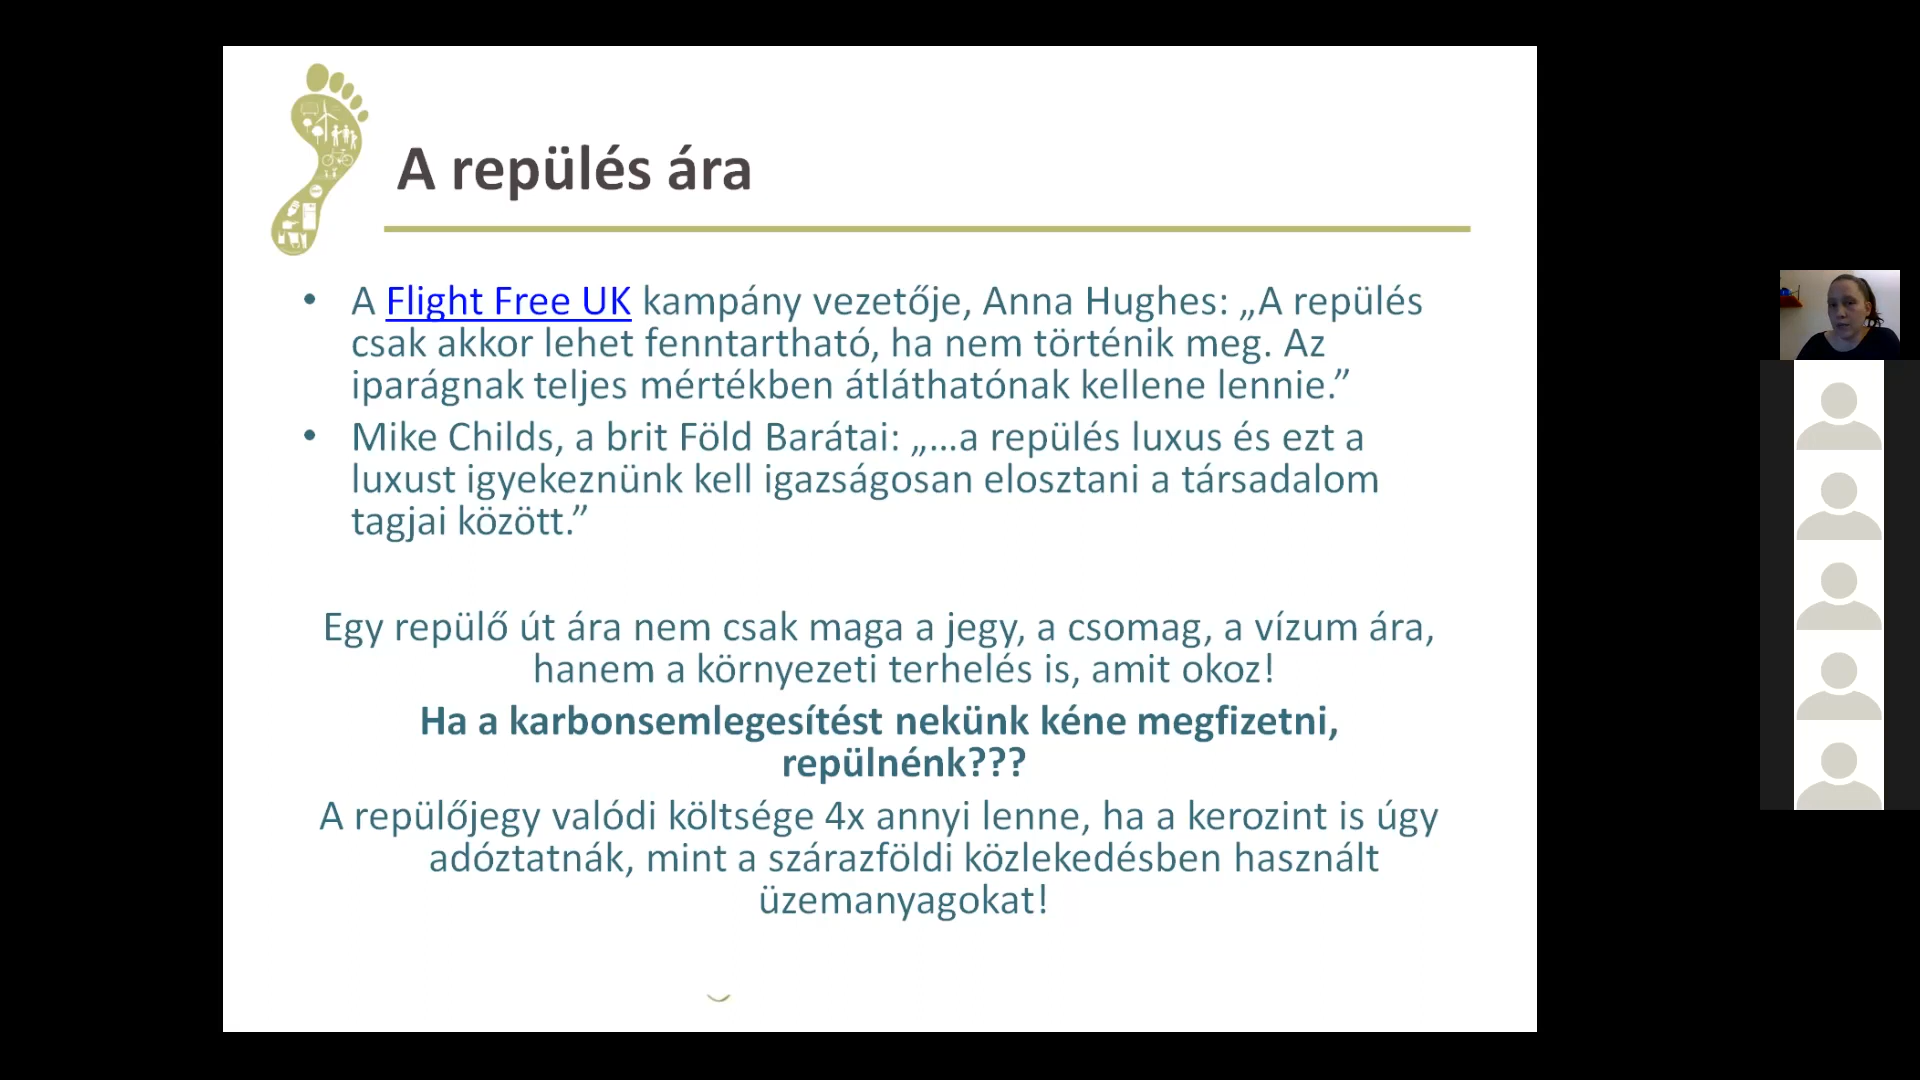 A repülés ára
• A Flight Free UK kampány vezetője, Anna Hughes: „A repülés
csak akkor lehet fenntartható, ha nem történik meg. Az
iparágnak teljes mértékben átláthatónak kellene lennie.”
• Mike Childs, a brit Föld Barátai: „...a repülés luxus és ezt a
luxust igyekeznünk kell igazságosan elosztani a társadalom
tagjai között.”
Egy repülő út ára nem csak maga a jegy, a csomag, a vízum ára,
hanem a környezeti terhelés is, amit okoz!
Ha a karbonsemlegesítést nekünk kéne megfizetni,
repülnénk???
A repülőjegy valódi költsége 4x annyi lenne, ha a kerozint is úgy
adóztatnák, mint a szárazföldi közlekedésben használt
üzemanyagokat!